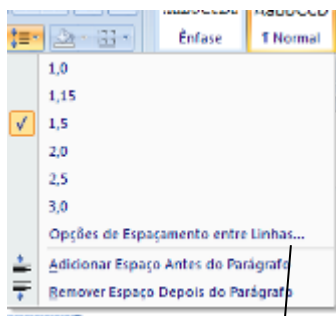 Ênfase
¶ Normal
1,0
1,15
1,5
2,0
2,5
3,0
Opções de Espaçamento entre Linhas...
Adicionar Espaço Antes do Parágrafo
Remover Espaço Depois do Parágrafo